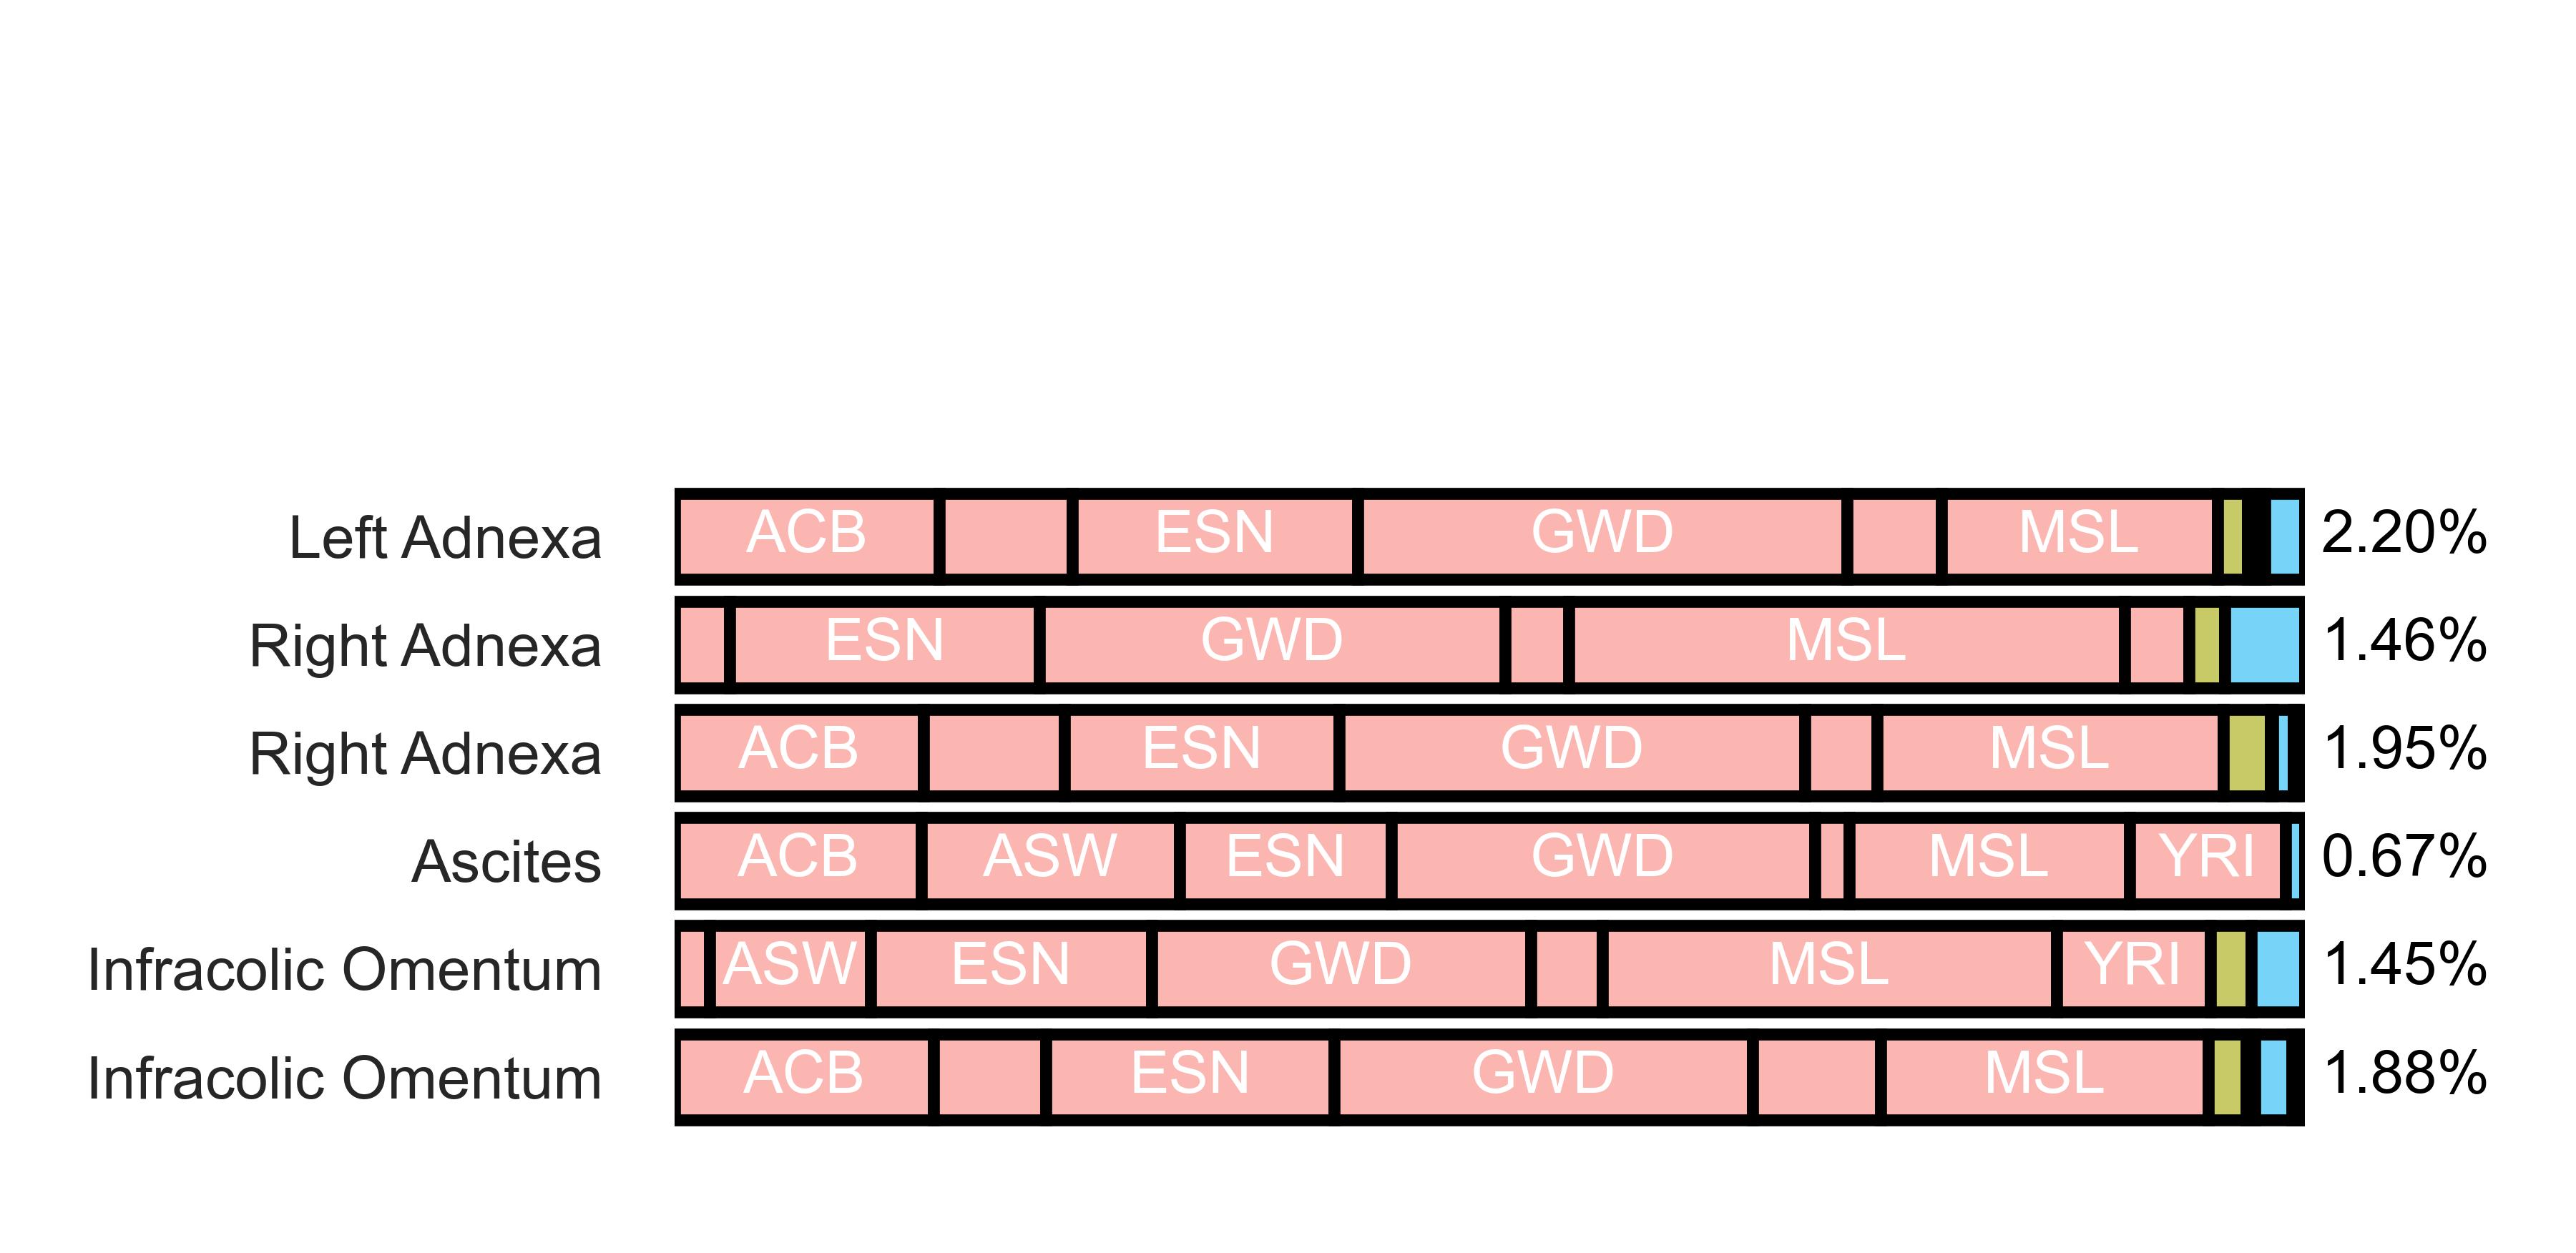 Left Adnexa ACB ESN GWD MSL 2.20%
Right Adnexa ESN GWD MSL 1.46%
Right Adnexa ACB ESN GWD MSL 1.95%
Ascites ACB ASW ESN GWD MSL YRI 0.67%
Infracolic Omentum ASW ESN GWD MSL YRI 1.45%
Infracolic Omentum ACB ESN GWD MSL 1.88%